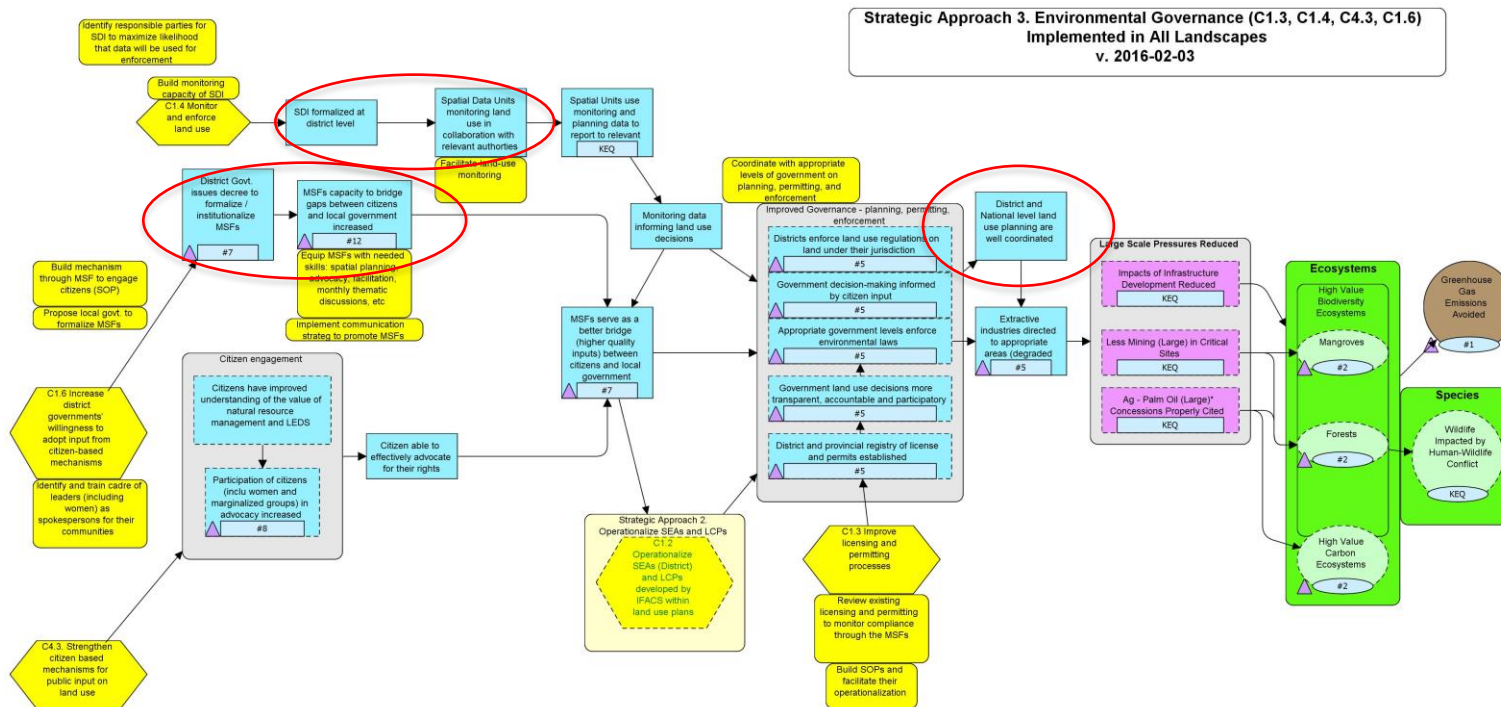 Strategic Approach 3. Environmental Governance (C1.3, C1.4, C4.3, C1.6)
Implemented in All Landscapes
v. 2016-02-03
Identify responsible parties for
SDI to maximize likelihood
that data will be used for
enforcement
Build monitoring
capacity of SDI
C1.4 Monitor
and enforce
land use
SDI formalized at
district level
Spatial Data Units
monitoring land
use in
collaboration with
relevant authorties
Facilitate land-use
monitoring
Spatial Units use
monitoring and
planning data to
report to relevant
KEQ
District Govt.
issues decree to
formalize /
institutionalize
MSFs
#7
MSFs capacity to bridge
gaps between citizens
and local government
increased
#12
Equip MSFs with needed
skills: spatial planning,
advocacy, facilitation,
monthly thematic
discussions, etc
Implement communication
strateg to promote MSFs
Monitoring data
informing land use
decisions
Coordinate with appropriate
levels of government on
planning, permitting, and
enforcement
Improved Governance - planning, permitting,
enforcement
Districts enforce land use regulations on
land under their jurisdiction
#5
Government decision-making informed
by citizen input
#5
Appropriate government levels enforce
environmental laws
#5
Government land use decisions more
transparent, accountable and participatory
#5
District and provincial registry of license
and permits established
#5
District and
National level land
use planning are
well coordinated
Extractive
industries directed
to appropriate
areas (degraded
#5
Large Scale Pressures Reduced
Impacts of Infrastructure
Development Reduced
KEQ
Less Mining (Large) in Critical
Sites
KEQ
Ag - Palm Oil (Large)*
Concessions Properly Cited
KEQ
Ecosystems
High Value
Biodiversity
Ecosystems
Mangroves
#2
Forests
#2
High Value
Carbon
Ecosystems
#2
Greenhouse
Gas
Emissions
Avoided
#1
Species
Wildlife
Impacted by
Human-Wildlife
Conflict
KEQ
Build mechanism
through MSF to engage
citizens (SOP)
Propose local govt. to
formalize MSFs
C1.6 Increase
district
governments'
willingness to
adopt input from
citizen-based
mechanisms
Identify and train cadre of
leaders (including
women) as
spokespersons for their
communities
Citizen engagement
Citizens have improved
understanding of the value of
natural resource
management and LEDS
Participation of citizens
(inclu women and
marginalized groups) in
advocacy increased
#8
Citizen able to
effectively advocate
for their rights
MSFs serve as a
better bridge
(higher quality
inputs) between
citizens and local
government
#7
Strategic Approach 2.
Operationalize SEAs and LCPs
C1.2
Operationalize
SEAs (District)
and LCPs
developed by
IFACS within
land use plans
C1.3 Improve
licensing and
permitting
processes
Review existing
licensing and permitting
to monitor compliance
through the MSFs
Build SOPs and
facilitate their
operationalization
C4.3. Strengthen
citizen based
mechanisms for
public input on
land use